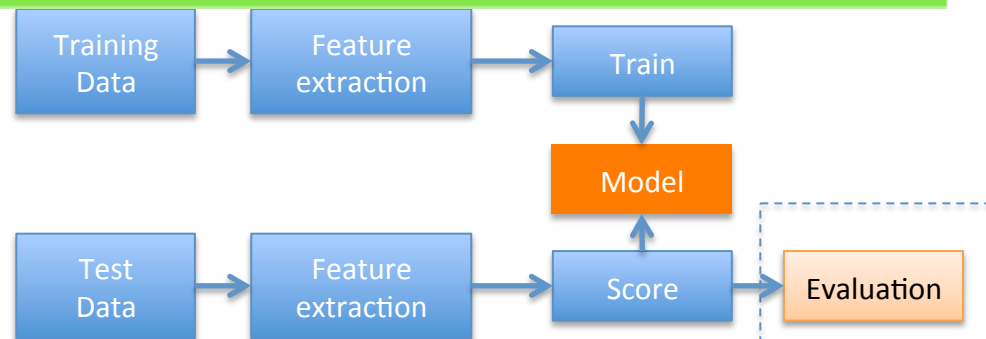 Training
Data
Feature
extraction
Train
Model
Test
Data
Feature
extraction
Score
Evaluation